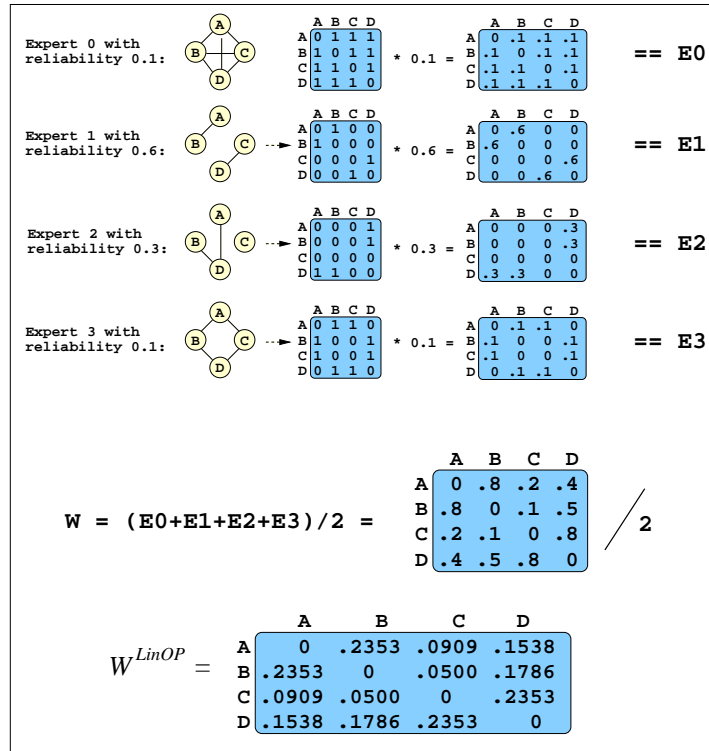 A B C D
A B C D
A
A 0 1 1 1
A 0 .1 .1 .1
Expert 0 with
reliability 0.1:
B C
B 1 0 1 1
* 0.1 =
B .1 0 .1 .1
== E0
C 1 1 0 1
C .1 .1 0 .1
D
D 1 1 1 0
D .1 .1 .1 0
A B C D
A B C D
A
A 0 1 0 0
A 0 .6 0 0
Expert 1 with
reliability 0.6:
B C
B 1 0 0 0
* 0.6 =
B .6 0 0 0
== E1
C 0 0 0 1
C 0 0 0 .6
D
D 0 0 1 0
D 0 0 .6 0
A B C D
A B C D
A
A 0 0 0 1
A 0 0 0 .3
Expert 2 with
reliability 0.3:
B C
B 0 0 0 1
* 0.3 =
B 0 0 0 .3
== E2
C 0 0 0 0
C 0 0 0 0
D
D 1 1 0 0
D .3 .3 0 0
A B C D
A B C D
A
A 0 1 1 0
A 0 .1 .1 0
Expert 3 with
reliability 0.1:
B C
B 1 0 0 1
* 0.1 =
B .1 0 0 .1
== E3
C 1 0 0 1
C .1 0 0 .1
D
D 0 1 1 0
D 0 .1 .1 0
A B C D
A 0 .8 .2 .4
W = (E0+E1+E2+E3)/2 =
B .8 0 .1 .5
/ 2
C .2 .1 0 .8
D .4 .5 .8 0
A B C D
W^LinOP =
A 0 .2353 .0909 .1538
B .2353 0 .0500 .1786
C .0909 .0500 0 .2353
D .1538 .1786 .2353 0